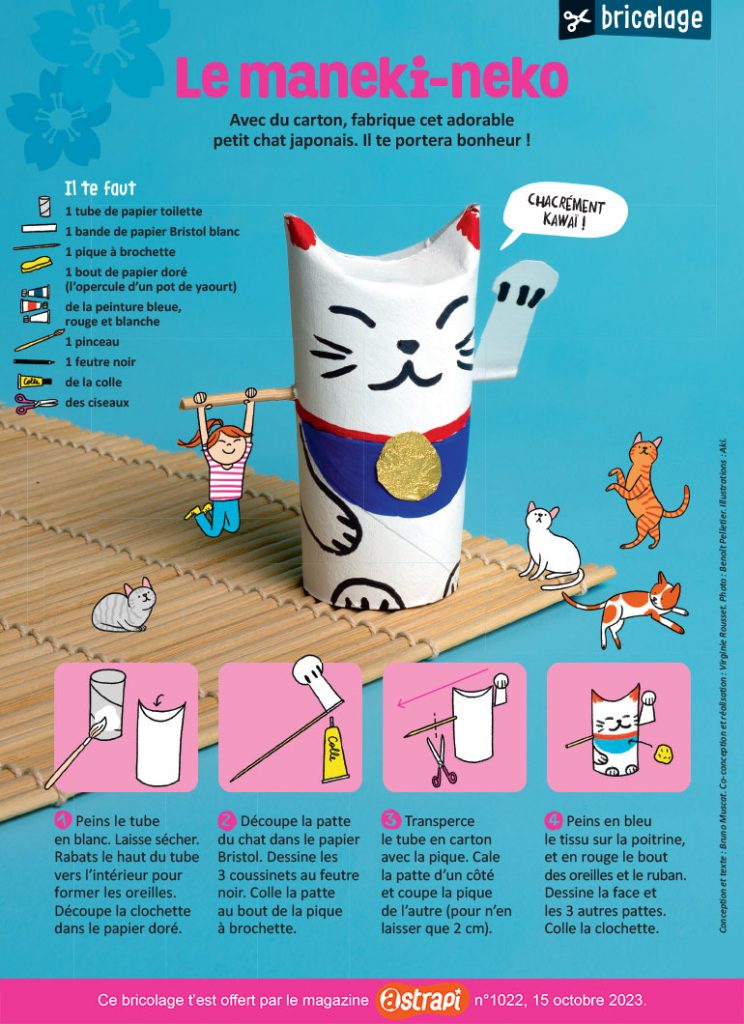 bricolage
Le maneki-neko
Avec du carton, fabrique cet adorable
petit chat japonais. Il te portera bonheur !
Il te faut
1 tube de papier toilette
1 bande de papier Bristol blanc
1 pique à brochette
1 bout de papier doré
(l’opercule d’un pot de yaourt)
de la peinture bleue,
rouge et blanche
1 pinceau
1 feutre noir
Colle
de la colle
des ciseaux
CHACRÉMENT
KAWAÏ !
Colle
1 Peins le tube
en blanc. Laisse sécher.
Rabats le haut du tube
vers l’intérieur pour
former les oreilles.
Découpe la clochette
dans le papier doré.
2 Découpe la patte
du chat dans le papier
Bristol. Dessine les
3 coussinets au feutre
noir. Colle la patte
au bout de la pique
à brochette.
3 Transperce
le tube en carton
avec la pique. Cale
la patte d’un côté
et coupe la pique
de l’autre (pour n’en
laisser que 2 cm).
4 Peins en bleu
le tissu sur la poitrine,
et en rouge le bout
des oreilles et le ruban.
Dessine la face et
les 3 autres pattes.
Colle la clochette.
Conception et texte : Bruno Muscat. Co-conception et réalisation : Virginie Rousset. Photo : Benoît Pelletier. Illustrations : Aki.
Ce bricolage t’est offert par le magazine astrapi n°1022, 15 octobre 2023.